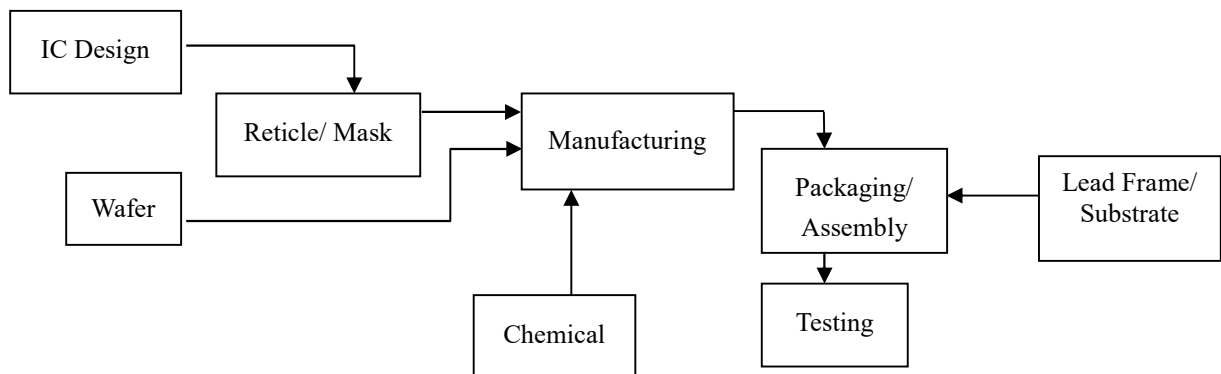 IC Design
Reticle/ Mask
Manufacturing
Wafer
Packaging/
Assembly
Lead Frame/
Substrate
Chemical
Testing